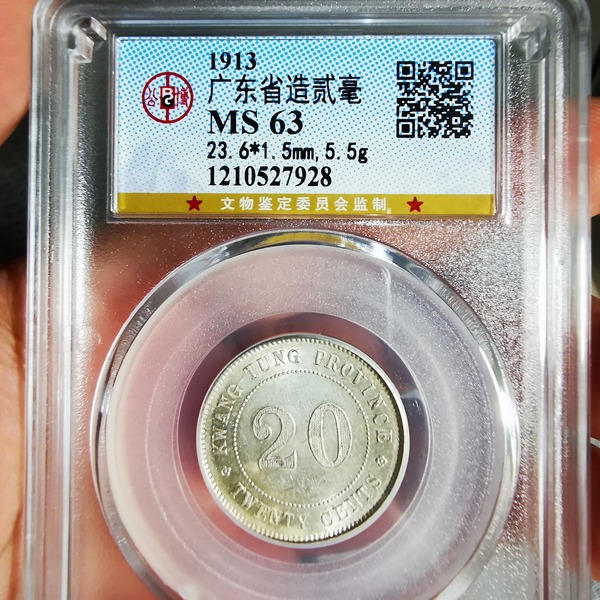 1913
广东省造贰毫
MS 63
23.6*1.5mm,5.5g
1210527928
★ 文物鉴定委员会监制 ★
KWANG TUNG PROVINCE
20
TWENTY CENTS